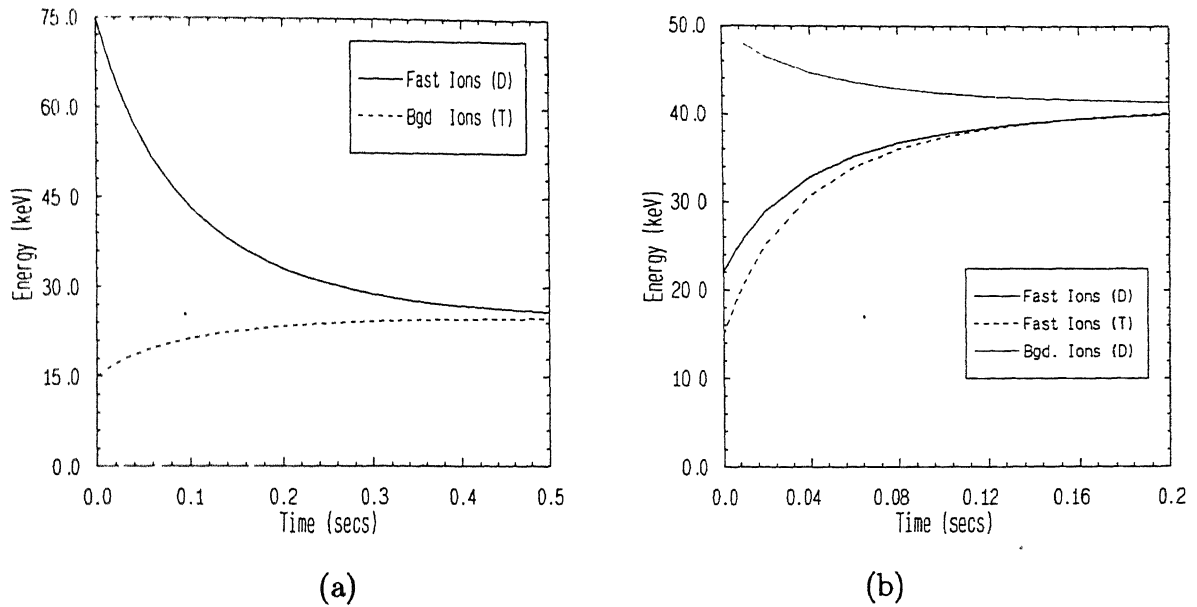 75.0
60.0
45.0
30.0
15.0
0.0
Energy (keV)
0.0 0.1 0.2 0.3 0.4 0.5
Time (secs)
Fast Ions (D)
Bgd Ions (T)
(a)
50.0
40.0
30.0
20.0
10.0
0.0
Energy (keV)
0.0 0.04 0.08 0.12 0.16 0.2
Time (secs)
Fast Ions (D)
Fast Ions (T)
Bgd. Ions (D)
(b)